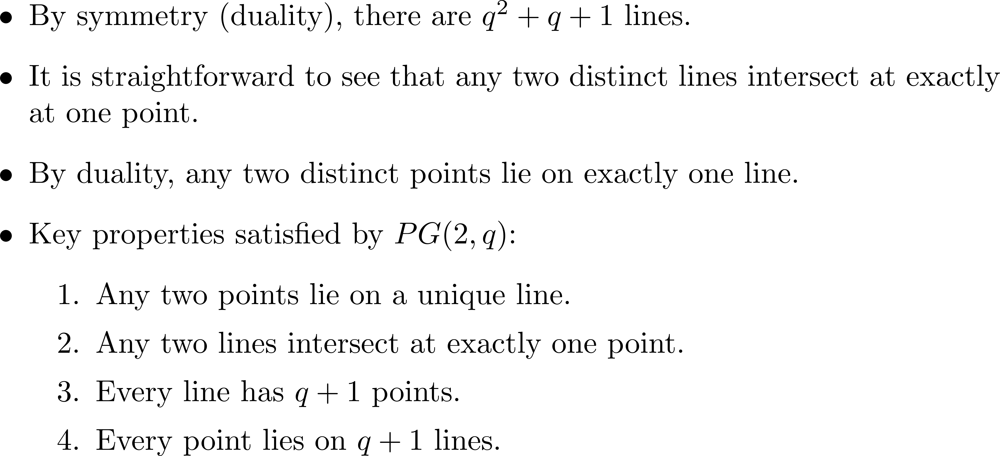 • By symmetry (duality), there are $q^2 + q + 1$ lines.
• It is straightforward to see that any two distinct lines intersect at exactly
at one point.
• By duality, any two distinct points lie on exactly one line.
• Key properties satisfied by $PG(2, q)$:
1. Any two points lie on a unique line.
2. Any two lines intersect at exactly one point.
3. Every line has $q + 1$ points.
4. Every point lies on $q + 1$ lines.